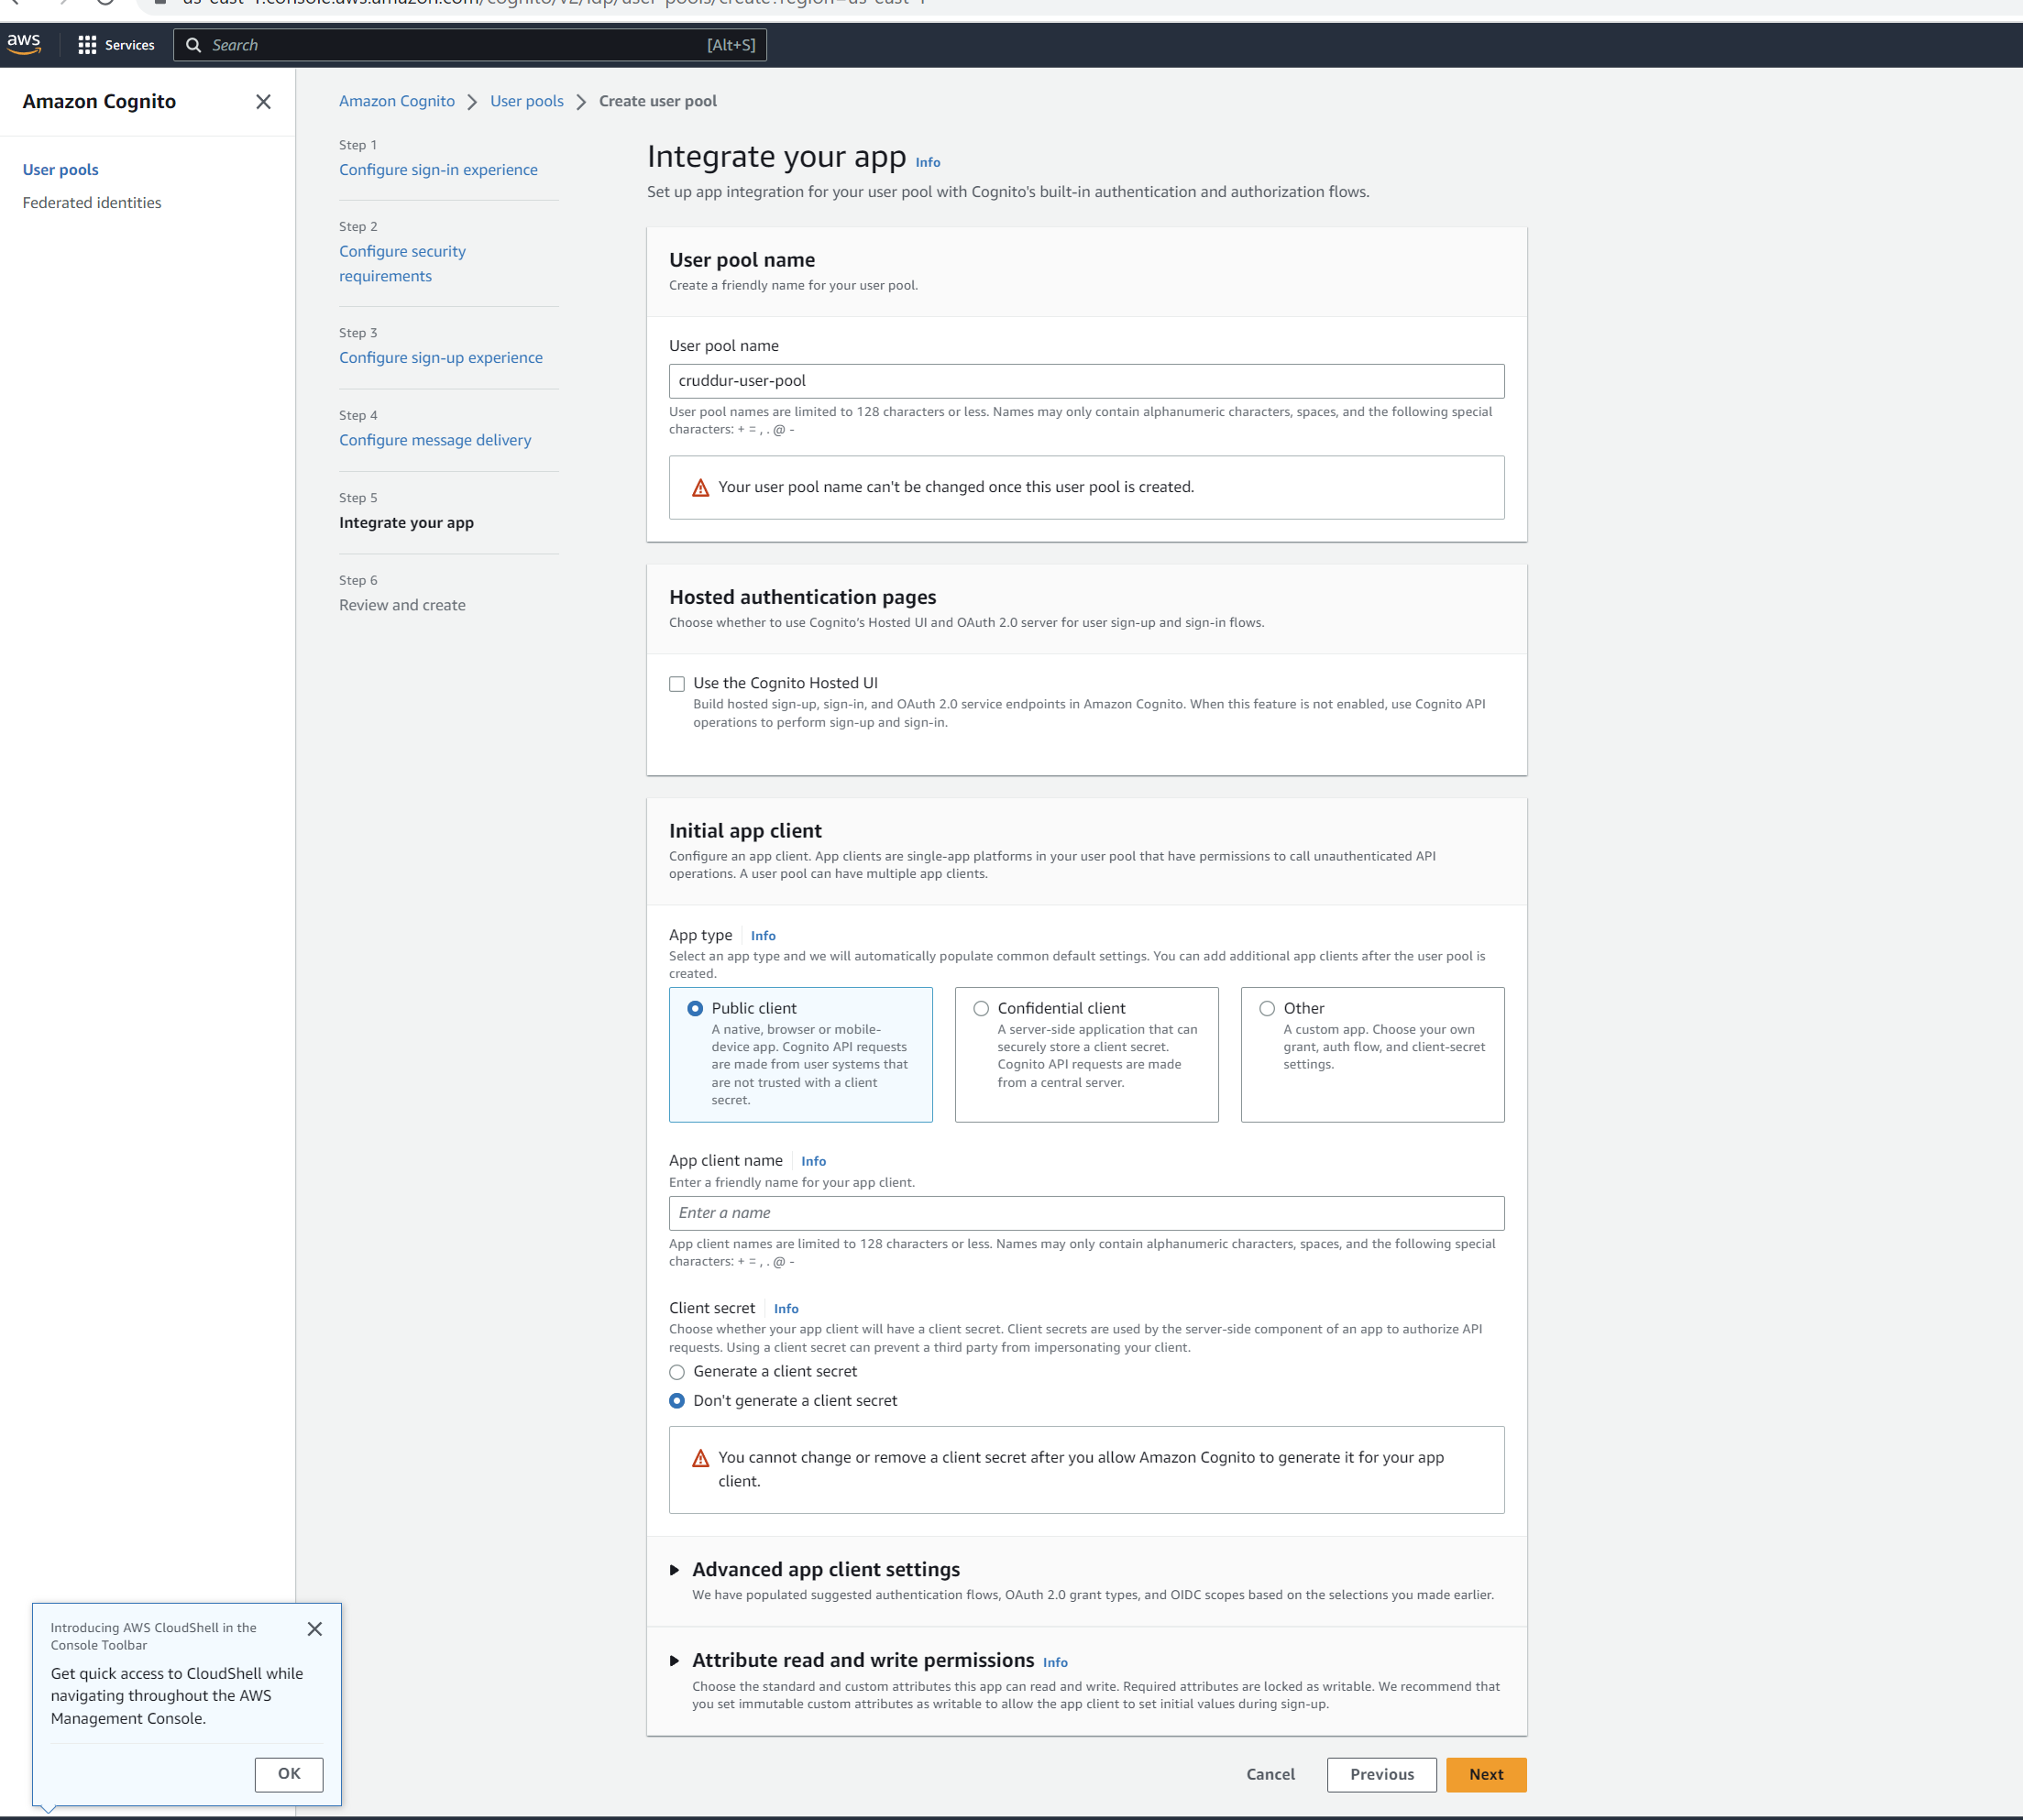 us-east-1.console.aws.amazon.com/cognito/v2/idp/user-pools/create?region=us-east-1
aws
Services
Search
[Alt+S]
Amazon Cognito
User pools
Federated identities
Amazon Cognito > User pools > Create user pool
Step 1
Configure sign-in experience
Step 2
Configure security
requirements
Step 3
Configure sign-up experience
Step 4
Configure message delivery
Step 5
Integrate your app
Step 6
Review and create
Integrate your app Info
Set up app integration for your user pool with Cognito's built-in authentication and authorization flows.
User pool name
Create a friendly name for your user pool.
User pool name
cruddur-user-pool
User pool names are limited to 128 characters or less. Names may only contain alphanumeric characters, spaces, and the following special
characters: + = , . @ -
Your user pool name can't be changed once this user pool is created.
Hosted authentication pages
Choose whether to use Cognito's Hosted UI and OAuth 2.0 server for user sign-up and sign-in flows.
Use the Cognito Hosted UI
Build hosted sign-up, sign-in, and OAuth 2.0 service endpoints in Amazon Cognito. When this feature is not enabled, use Cognito API
operations to perform sign-up and sign-in.
Initial app client
Configure an app client. App clients are single-app platforms in your user pool that have permissions to call unauthenticated API
operations. A user pool can have multiple app clients.
App type Info
Select an app type and we will automatically populate common default settings. You can add additional app clients after the user pool is
created.
Public client
A native, browser or mobile-
device app. Cognito API requests
are made from user systems that
are not trusted with a client
secret.
Confidential client
A server-side application that can
securely store a client secret.
Cognito API requests are made
from a central server.
Other
A custom app. Choose your own
grant, auth flow, and client-secret
settings.
App client name Info
Enter a friendly name for your app client.
Enter a name
App client names are limited to 128 characters or less. Names may only contain alphanumeric characters, spaces, and the following special
characters: + = , . @ -
Client secret Info
Choose whether your app client will have a client secret. Client secrets are used by the server-side component of an app to authorize API
requests. Using a client secret can prevent a third party from impersonating your client.
Generate a client secret
Don't generate a client secret
You cannot change or remove a client secret after you allow Amazon Cognito to generate it for your app
client.
Advanced app client settings
We have populated suggested authentication flows, OAuth 2.0 grant types, and OIDC scopes based on the selections you made earlier.
Attribute read and write permissions Info
Choose the standard and custom attributes this app can read and write. Required attributes are locked as writable. We recommend that
you set immutable custom attributes as writable to allow the app client to set initial values during sign-up.
Introducing AWS CloudShell in the
Console Toolbar
Get quick access to CloudShell while
navigating throughout the AWS
Management Console.
OK
Cancel
Previous
Next